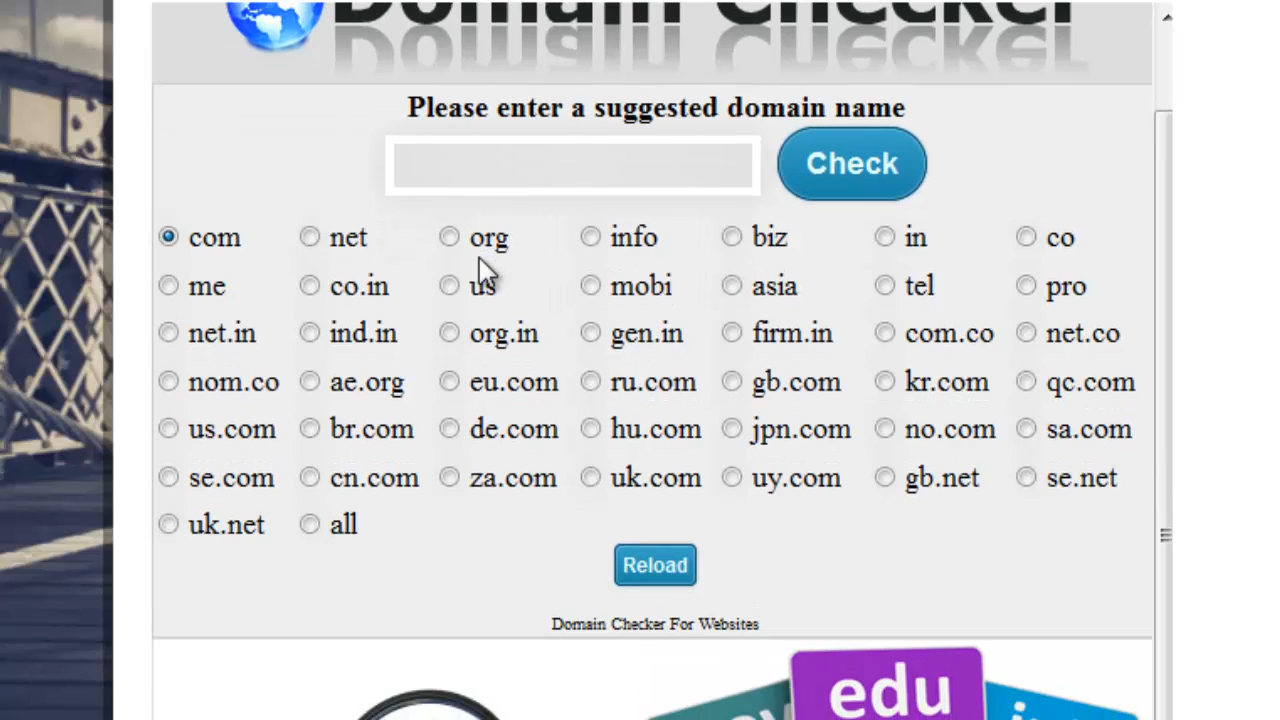 Domain Checker
Please enter a suggested domain name
Check
com net org info biz in co
me co.in us mobi asia tel pro
net.in ind.in org.in gen.in firm.in com.co net.co
nom.co ae.org eu.com ru.com gb.com kr.com qc.com
us.com br.com de.com hu.com jpn.com no.com sa.com
se.com cn.com za.com uk.com uy.com gb.net se.net
uk.net all
Reload
Domain Checker For Websites
edu